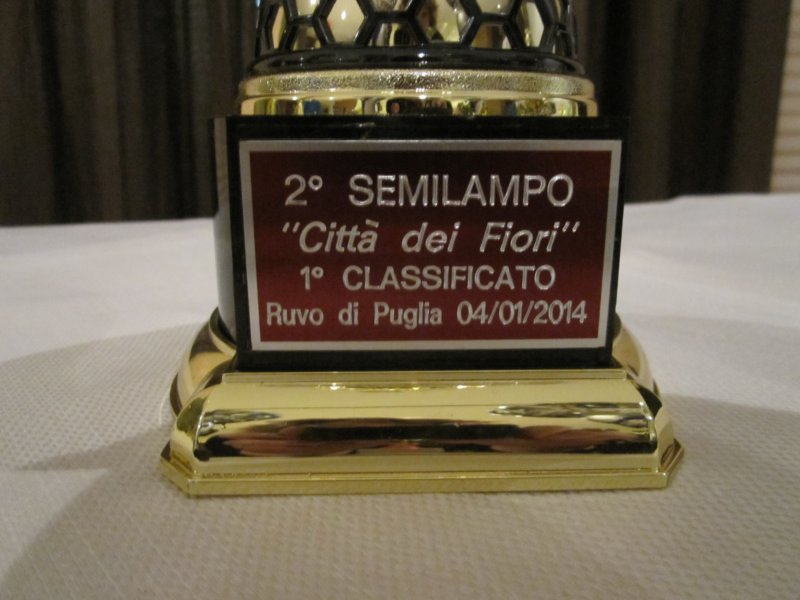 2° SEMILAMPO
"Città dei Fiori"
1° CLASSIFICATO
Ruvo di Puglia 04/01/2014